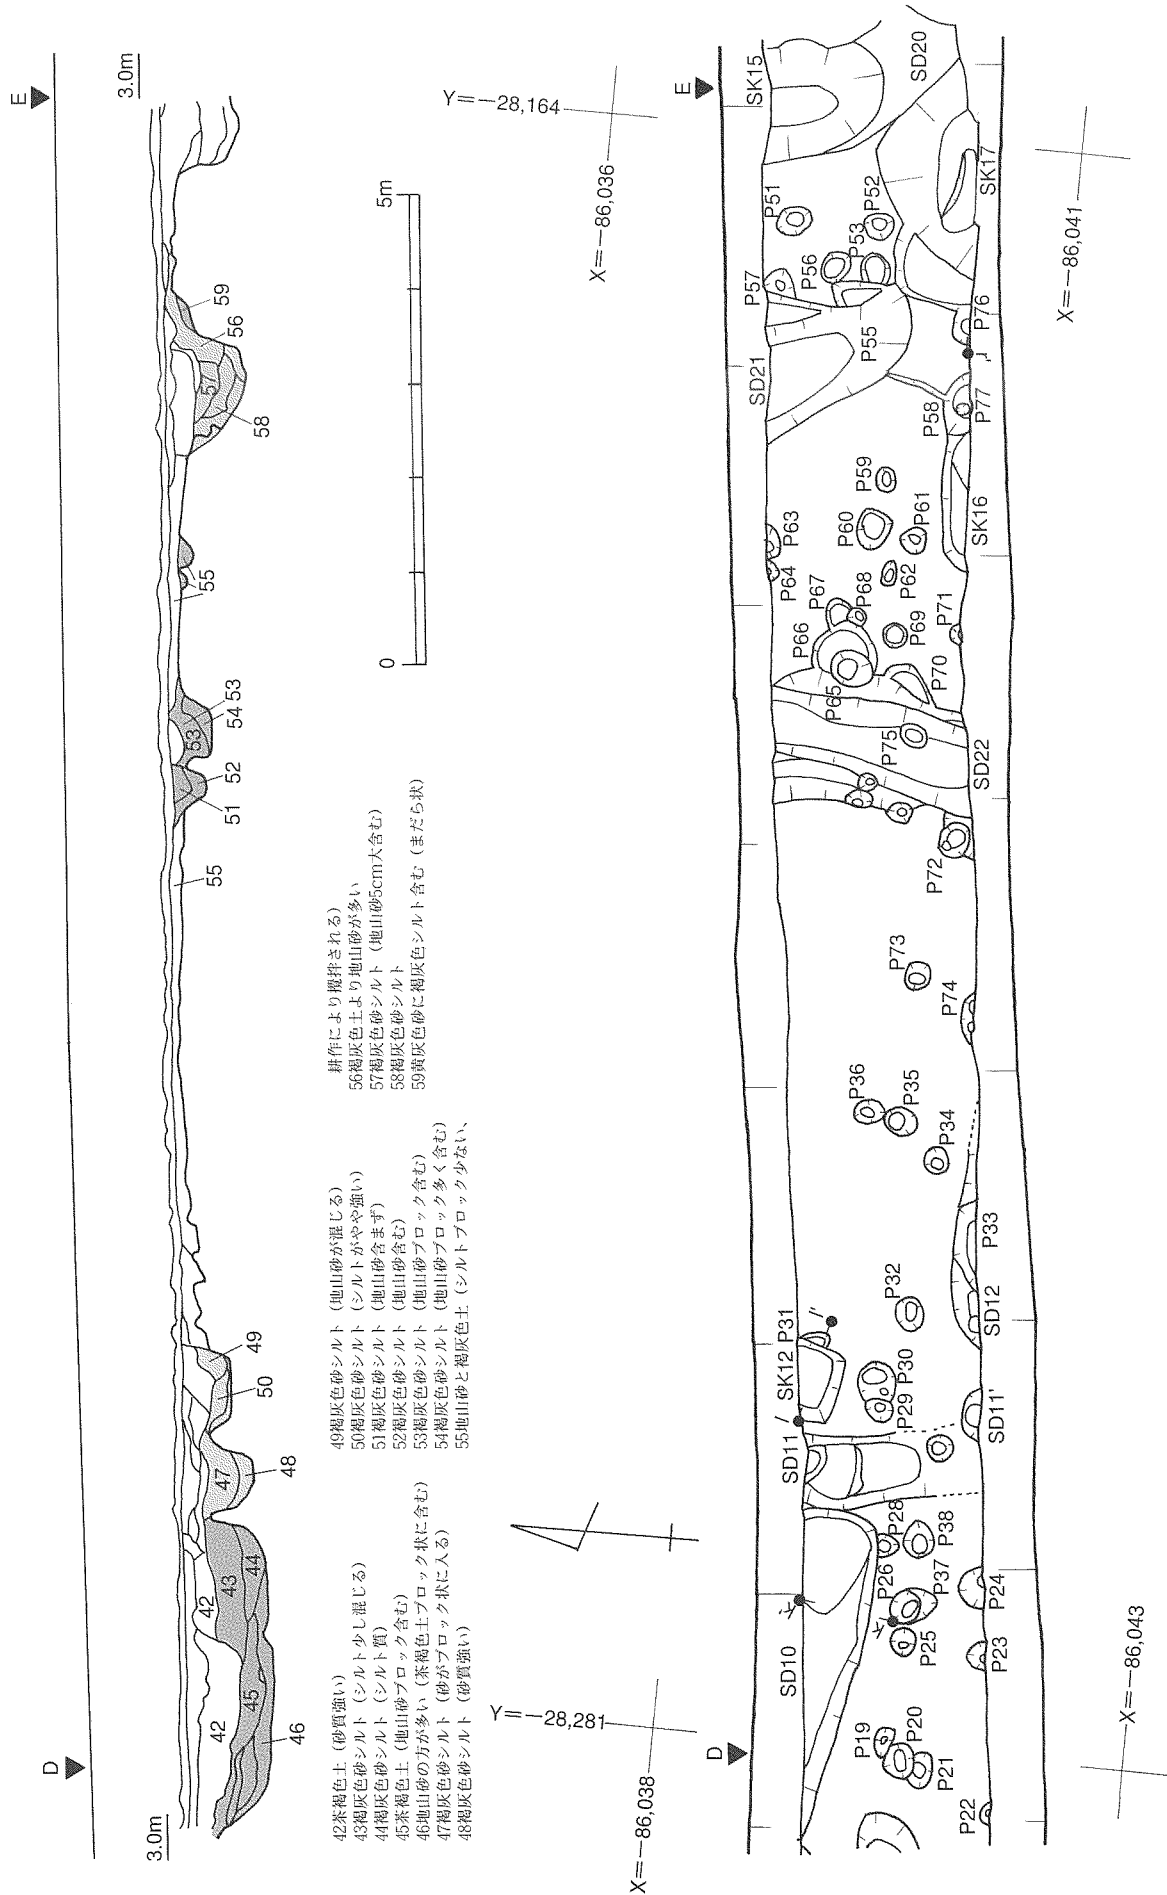 D
E
3.0m
3.0m
42
42
43
44
45
46
47
48
49
50
55
51
52
53
53
54
55
56
57
58
59
42茶褐色土（砂質強い）
43褐灰色砂シルト（シルト少し混じる）
44褐灰色砂シルト（シルト質）
45茶褐色土（地山砂ブロック含む）
46地山砂の方が多い（茶褐色土ブロック状に含む）
47褐灰色砂シルト（砂がブロック状に入る）
48褐灰色砂シルト（砂質強い）
49褐灰色砂シルト（地山砂が混じる）
50褐灰色砂シルト（シルトがやや強い）
51褐灰色砂シルト（地山砂含まず）
52褐灰色砂シルト（地山砂含む）
53褐灰色砂シルト（地山砂ブロック含む）
54褐灰色砂シルト（地山砂ブロック多く含む）
55地山砂と褐灰色土（シルトブロック少ない、
耕作により攪拌される）
56褐灰色土より地山砂が多い
57褐灰色砂シルト（地山砂5cm大含む）
58褐灰色砂シルト
59黄灰色砂に褐灰色シルト含む（まだら状）
0
5m
Y=−28,281
X=−86,038
Y=−28,164
X=−86,036
D
E
SD10
SD11
SK12
P31
P64
P63
SD21
P57
SK15
P19
P20
P21
P22
P25
P26
P28
P37
P38
P23
P24
P29
P30
SD11'
P32
SD12
P33
P34
P35
P36
P74
P73
P72
SD22
P75
P65
P66
P67
P68
P70
P69
P71
P62
P61
P60
P59
SK16
P58
P77
P76
P55
P56
P53
P52
P51
SK17
SD20
X=−86,043
X=−86,041